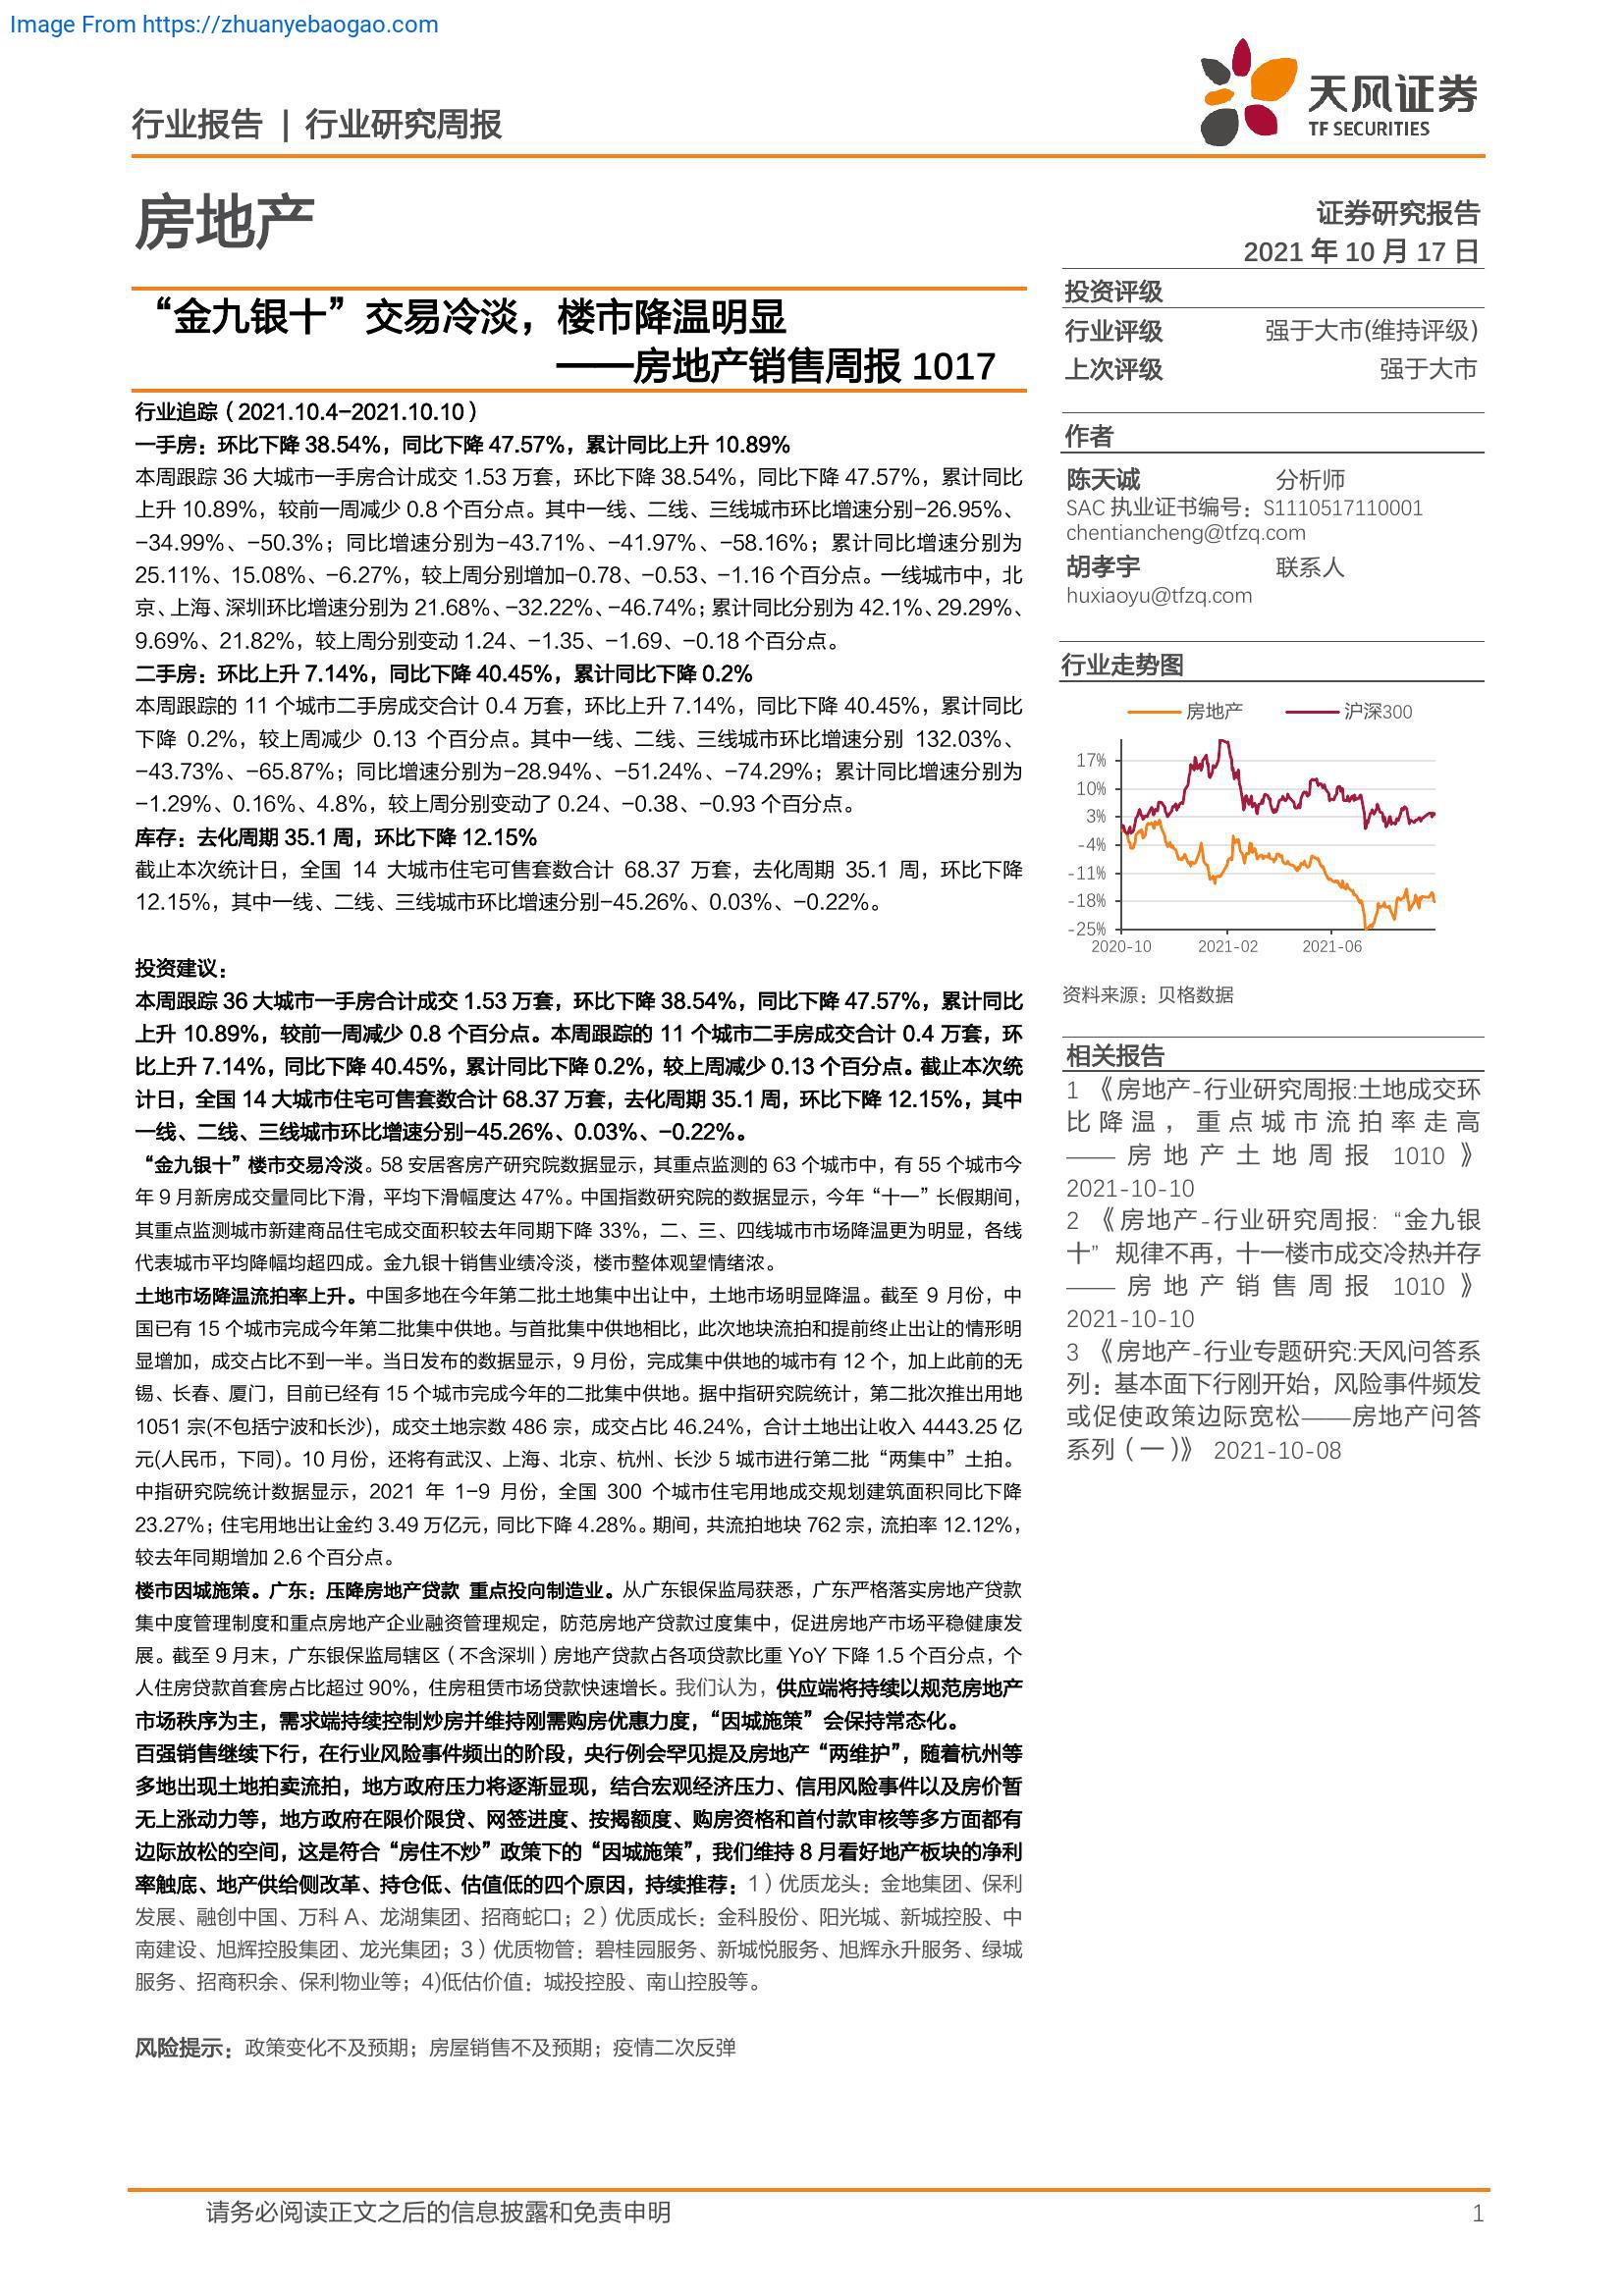 Image From https://zhuanyebaogao.com
行业报告 | 行业研究周报
天风证券
TF SECURITIES
房地产
证券研究报告
2021 年 10 月 17 日
“金九银十”交易冷淡，楼市降温明显
——房地产销售周报 1017
行业追踪（2021.10.4-2021.10.10）
一手房：环比下降 38.54%，同比下降 47.57%，累计同比上升 10.89%
本周跟踪 36 大城市一手房合计成交 1.53 万套，环比下降 38.54%，同比下降 47.57%，累计同比
上升 10.89%，较前一周减少 0.8 个百分点。其中一线、二线、三线城市环比增速分别-26.95%、
-34.99%、-50.3%；同比增速分别为-43.71%、-41.97%、-58.16%；累计同比增速分别为
25.11%、15.08%、-6.27%，较上周分别增加-0.78、-0.53、-1.16 个百分点。一线城市中，北
京、上海、深圳环比增速分别为 21.68%、-32.22%、-46.74%；累计同比分别为 42.1%、29.29%、
9.69%、21.82%，较上周分别变动 1.24、-1.35、-1.69、-0.18 个百分点。
二手房：环比上升 7.14%，同比下降 40.45%，累计同比下降 0.2%
本周跟踪的 11 个城市二手房成交合计 0.4 万套，环比上升 7.14%，同比下降 40.45%，累计同比
下降 0.2%，较上周减少 0.13 个百分点。其中一线、二线、三线城市环比增速分别 132.03%、
-43.73%、-65.87%；同比增速分别为-28.94%、-51.24%、-74.29%；累计同比增速分别为
-1.29%、0.16%、4.8%，较上周分别变动了 0.24、-0.38、-0.93 个百分点。
库存：去化周期 35.1 周，环比下降 12.15%
截止本次统计日，全国 14 大城市住宅可售套数合计 68.37 万套，去化周期 35.1 周，环比下降
12.15%，其中一线、二线、三线城市环比增速分别-45.26%、0.03%、-0.22%。
投资建议：
本周跟踪 36 大城市一手房合计成交 1.53 万套，环比下降 38.54%，同比下降 47.57%，累计同比
上升 10.89%，较前一周减少 0.8 个百分点。本周跟踪的 11 个城市二手房成交合计 0.4 万套，环
比上升 7.14%，同比下降 40.45%，累计同比下降 0.2%，较上周减少 0.13 个百分点。截止本次统
计日，全国 14 大城市住宅可售套数合计 68.37 万套，去化周期 35.1 周，环比下降 12.15%，其中
一线、二线、三线城市环比增速分别-45.26%、0.03%、-0.22%。
“金九银十”楼市交易冷淡。58 安居客房产研究院数据显示，其重点监测的 63 个城市中，有 55 个城市今
年 9 月新房成交量同比下滑，平均下滑幅度达 47%。中国指数研究院的数据显示，今年“十一”长假期间，
其重点监测城市新建商品住宅成交面积较去年同期下降 33%，二、三、四线城市市场降温更为明显，各线
代表城市平均降幅均超四成。金九银十销售业绩冷淡，楼市整体观望情绪浓。
土地市场降温流拍率上升。中国多地在今年第二批土地集中出让中，土地市场明显降温。截至 9 月份，中
国已有 15 个城市完成今年第二批集中供地。与首批集中供地相比，此次地块流拍和提前终止出让的情形明
显增加，成交占比不到一半。当日发布的数据显示，9 月份，完成集中供地的城市有 12 个，加上此前的无
锡、长春、厦门，目前已经有 15 个城市完成今年的二批集中供地。据中指研究院统计，第二批次推出用地
1051 宗(不包括宁波和长沙)，成交土地宗数 486 宗，成交占比 46.24%，合计土地出让收入 4443.25 亿
元(人民币，下同)。10 月份，还将有武汉、上海、北京、杭州、长沙 5 城市进行第二批“两集中”土拍。
中指研究院统计数据显示，2021 年 1-9 月份，全国 300 个城市住宅用地成交规划建筑面积同比下降
23.27%；住宅用地出让金约 3.49 万亿元，同比下降 4.28%。期间，共流拍地块 762 宗，流拍率 12.12%，
较去年同期增加 2.6 个百分点。
楼市因城施策。广东：压降房地产贷款 重点投向制造业。从广东银保监局获悉，广东严格落实房地产贷款
集中度管理制度和重点房地产企业融资管理规定，防范房地产贷款过度集中，促进房地产市场平稳健康发
展。截至 9 月末，广东银保监局辖区（不含深圳）房地产贷款占各项贷款比重 YoY 下降 1.5 个百分点，个
人住房贷款首套房占比超过 90%，住房租赁市场贷款快速增长。我们认为，供应端将持续以规范房地产
市场秩序为主，需求端持续控制炒房并维持刚需购房优惠力度，“因城施策”会保持常态化。
百强销售继续下行，在行业风险事件频出的阶段，央行例会罕见提及房地产“两维护”，随着杭州等
多地出现土地拍卖流拍，地方政府压力将逐渐显现，结合宏观经济压力、信用风险事件以及房价暂
无上涨动力等，地方政府在限价限贷、网签进度、按揭额度、购房资格和首付款审核等多方面都有
边际放松的空间，这是符合“房住不炒”政策下的“因城施策”，我们维持 8 月看好地产板块的净利
率触底、地产供给侧改革、持仓低、估值低的四个原因，持续推荐：1）优质龙头：金地集团、保利
发展、融创中国、万科 A、龙湖集团、招商蛇口；2）优质成长：金科股份、阳光城、新城控股、中
南建设、旭辉控股集团、龙光集团；3）优质物管：碧桂园服务、新城悦服务、旭辉永升服务、绿城
服务、招商积余、保利物业等；4)低估价值：城投控股、南山控股等。
风险提示：政策变化不及预期；房屋销售不及预期；疫情二次反弹
投资评级
行业评级 强于大市(维持评级)
上次评级 强于大市
作者
陈天诚 分析师
SAC 执业证书编号：S1110517110001
chentiancheng@tfzq.com
胡孝宇 联系人
huxiaoyu@tfzq.com
行业走势图
房地产 沪深300
17%
10%
3%
-4%
-11%
-18%
-25%
2020-10 2021-02 2021-06
资料来源：贝格数据
相关报告
1 《房地产-行业研究周报:土地成交环
比降温，重点城市流拍率走高
——房地产土地周报 1010》
2021-10-10
2 《房地产-行业研究周报:“金九银
十”规律不再，十一楼市成交冷热并存
——房地产销售周报 1010》
2021-10-10
3 《房地产-行业专题研究:天风问答系
列：基本面下行刚开始，风险事件频发
或促使政策边际宽松——房地产问答
系列（一）》 2021-10-08
请务必阅读正文之后的信息披露和免责申明
1